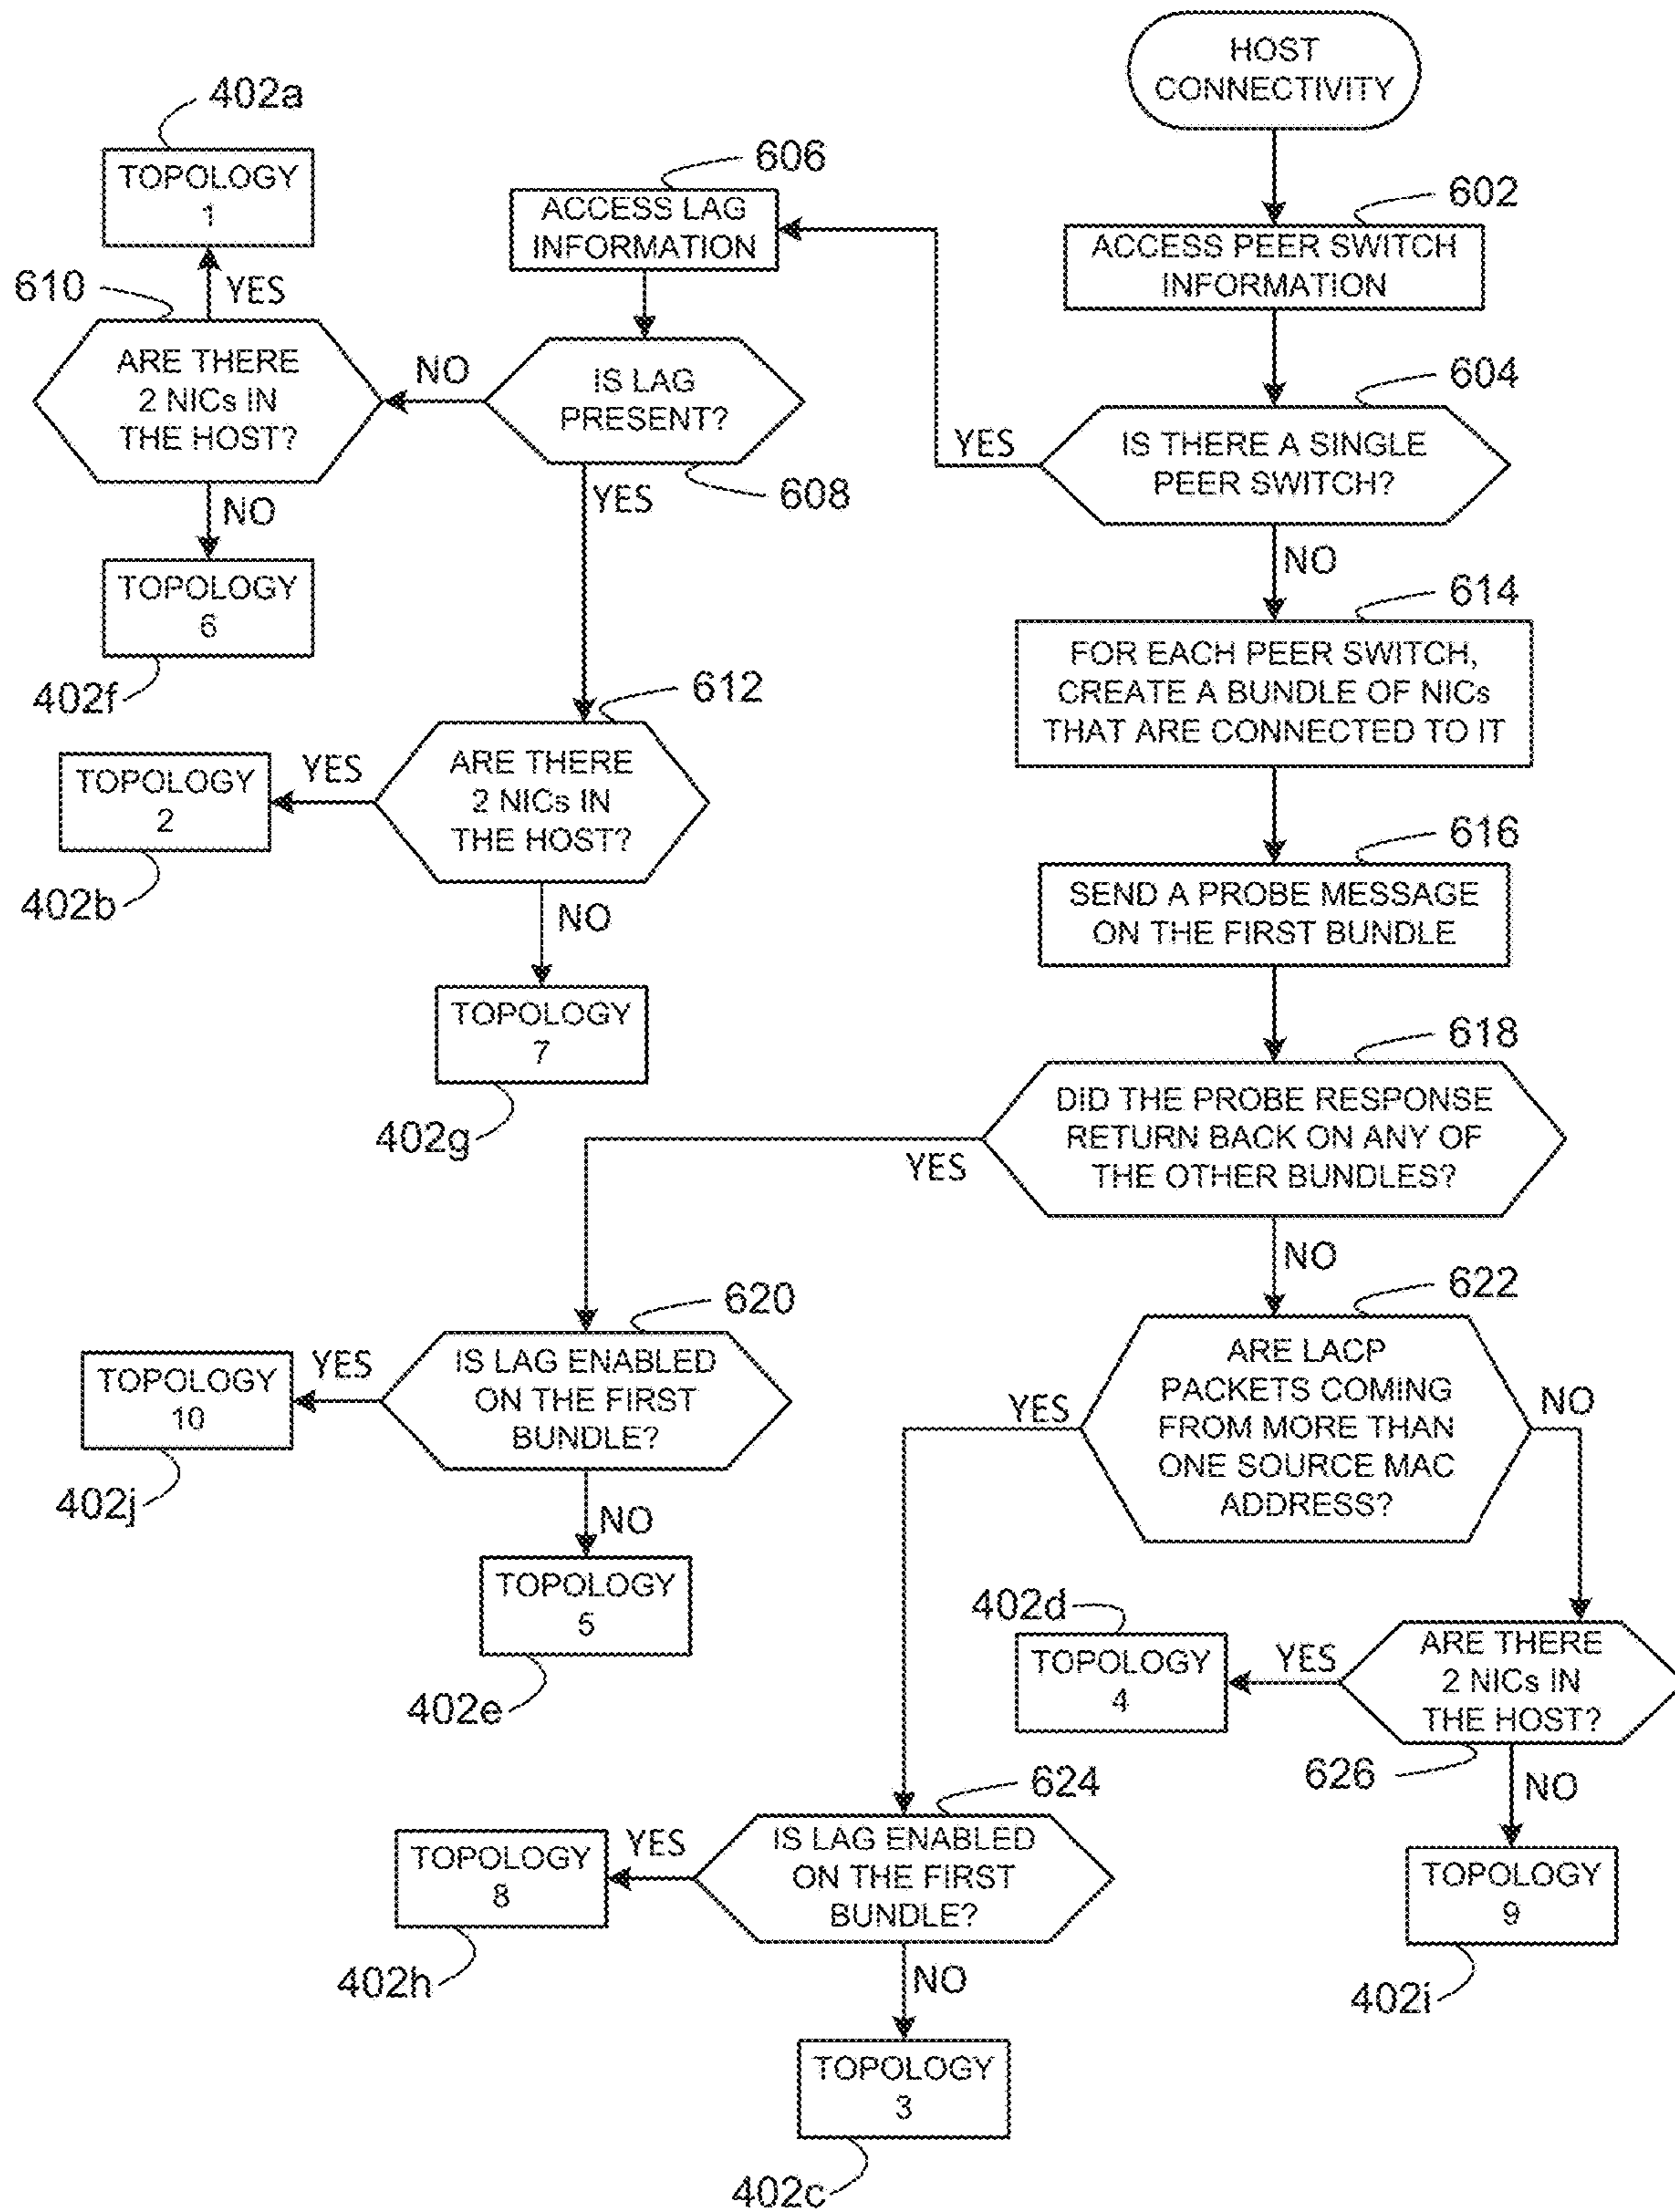 HOST
CONNECTIVITY
402a
TOPOLOGY
1
606
ACCESS LAG
INFORMATION
602
ACCESS PEER SWITCH
INFORMATION
610
YES
ARE THERE
2 NICs IN
THE HOST?
NO
IS LAG
PRESENT?
608
YES
604
IS THERE A SINGLE
PEER SWITCH?
YES
NO
NO
TOPOLOGY
6
402f
614
FOR EACH PEER SWITCH,
CREATE A BUNDLE OF NICs
THAT ARE CONNECTED TO IT
612
ARE THERE
2 NICs IN
THE HOST?
YES
TOPOLOGY
2
402b
NO
TOPOLOGY
7
402g
616
SEND A PROBE MESSAGE
ON THE FIRST BUNDLE
618
DID THE PROBE RESPONSE
RETURN BACK ON ANY OF
THE OTHER BUNDLES?
YES
NO
620
IS LAG ENABLED
ON THE FIRST
BUNDLE?
YES
TOPOLOGY
10
402j
NO
TOPOLOGY
5
402e
622
ARE LACP
PACKETS COMING
FROM MORE THAN
ONE SOURCE MAC
ADDRESS?
YES
NO
402d
TOPOLOGY
4
YES
ARE THERE
2 NICs IN
THE HOST?
626
NO
TOPOLOGY
9
402i
624
IS LAG ENABLED
ON THE FIRST
BUNDLE?
YES
TOPOLOGY
8
402h
NO
TOPOLOGY
3
402c